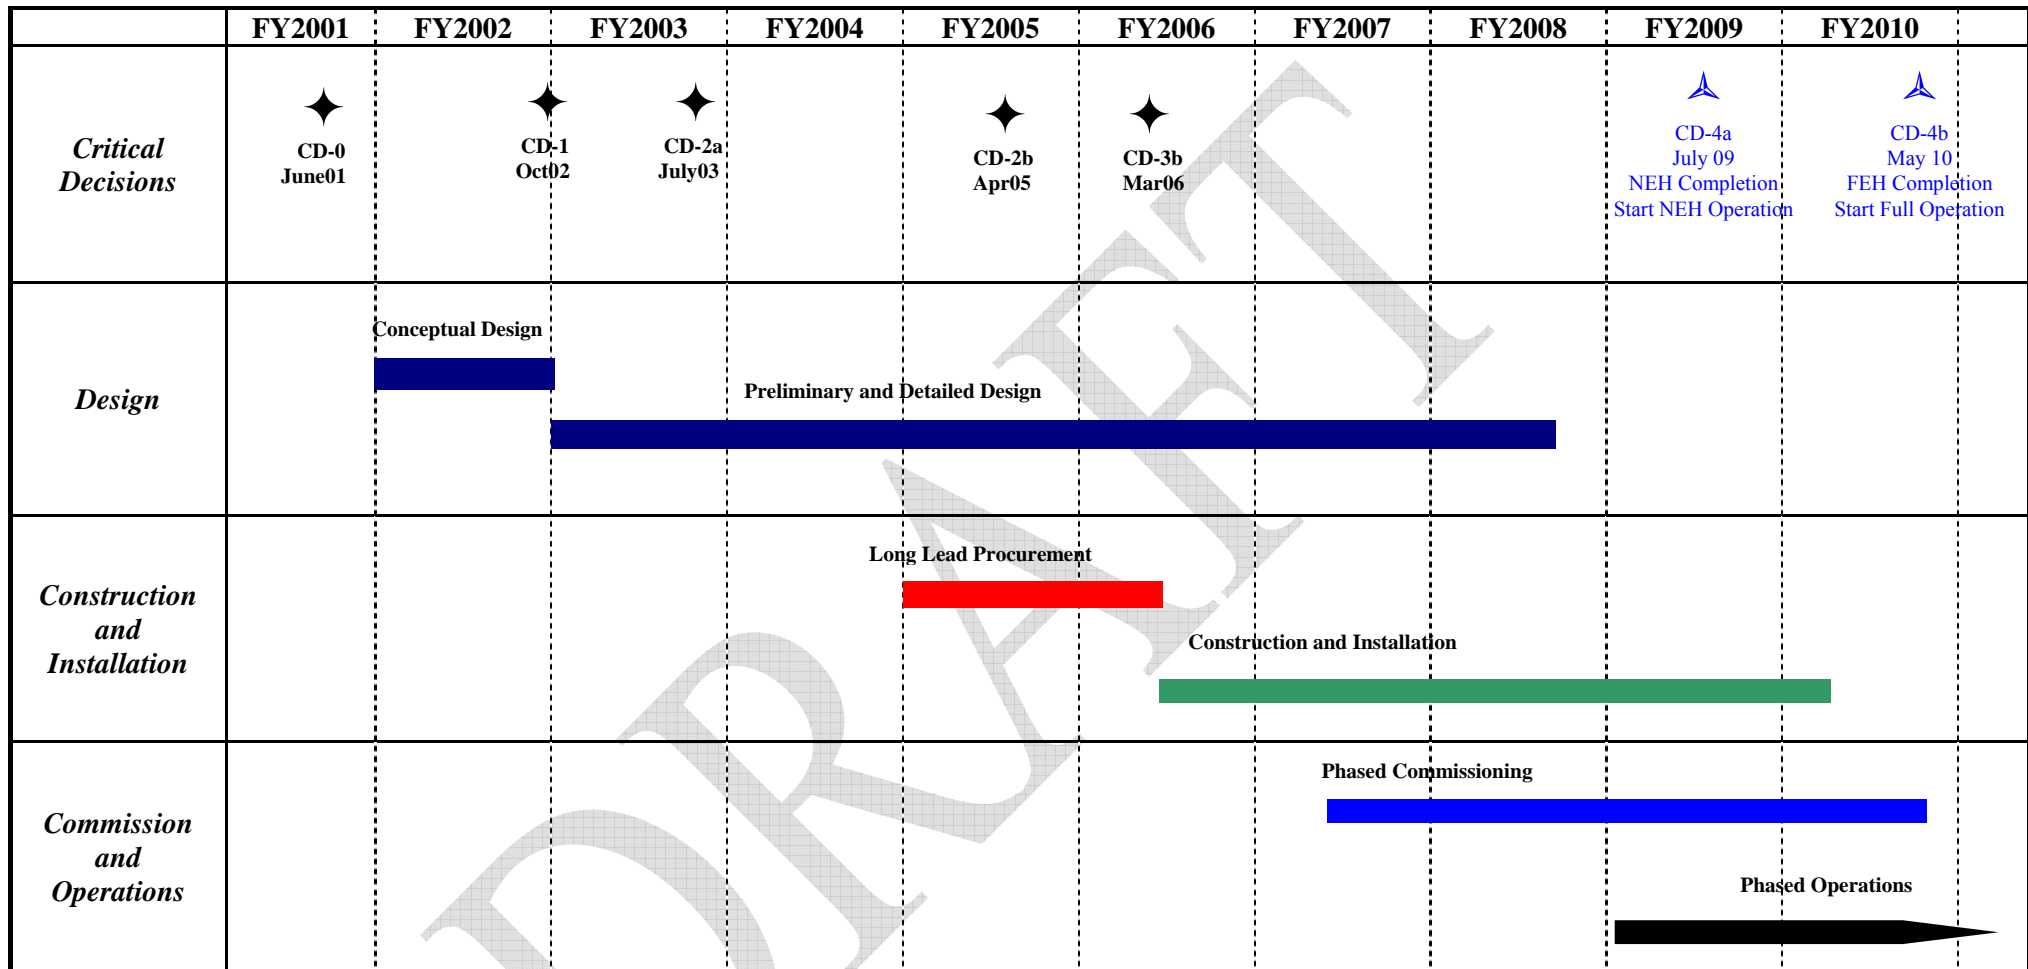 FY2001 FY2002 FY2003 FY2004 FY2005 FY2006 FY2007 FY2008 FY2009 FY2010
Critical
Decisions
CD-0
June01
CD-1
Oct02
CD-2a
July03
CD-2b
Apr05
CD-3b
Mar06
CD-4a
July 09
NEH Completion
Start NEH Operation
CD-4b
May 10
FEH Completion
Start Full Operation
Design
Conceptual Design
Preliminary and Detailed Design
Construction
and
Installation
Long Lead Procurement
Construction and Installation
Commission
and
Operations
Phased Commissioning
Phased Operations
DRAFT